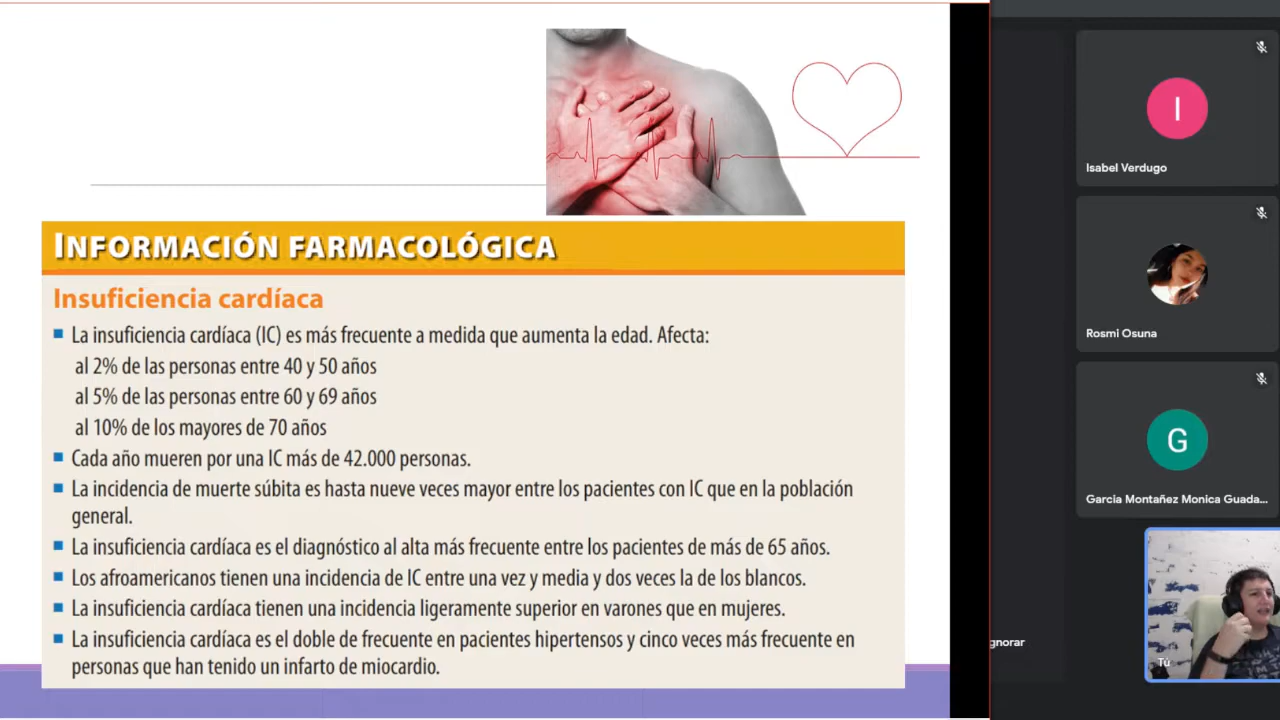 INFORMACIÓN FARMACOLÓGICA
Insuficiencia cardíaca
La insuficiencia cardíaca (IC) es más frecuente a medida que aumenta la edad. Afecta:
al 2% de las personas entre 40 y 50 años
al 5% de las personas entre 60 y 69 años
al 10% de los mayores de 70 años
Cada año mueren por una IC más de 42.000 personas.
La incidencia de muerte súbita es hasta nueve veces mayor entre los pacientes con IC que en la población
general.
La insuficiencia cardíaca es el diagnóstico al alta más frecuente entre los pacientes de más de 65 años.
Los afroamericanos tienen una incidencia de IC entre una vez y media y dos veces la de los blancos.
La insuficiencia cardíaca tienen una incidencia ligeramente superior en varones que en mujeres.
La insuficiencia cardíaca es el doble de frecuente en pacientes hipertensos y cinco veces más frecuente en
personas que han tenido un infarto de miocardio.
I
Isabel Verdugo
Rosmi Osuna
G
Garcia Montañez Monica Guada...
gnorar
Tú